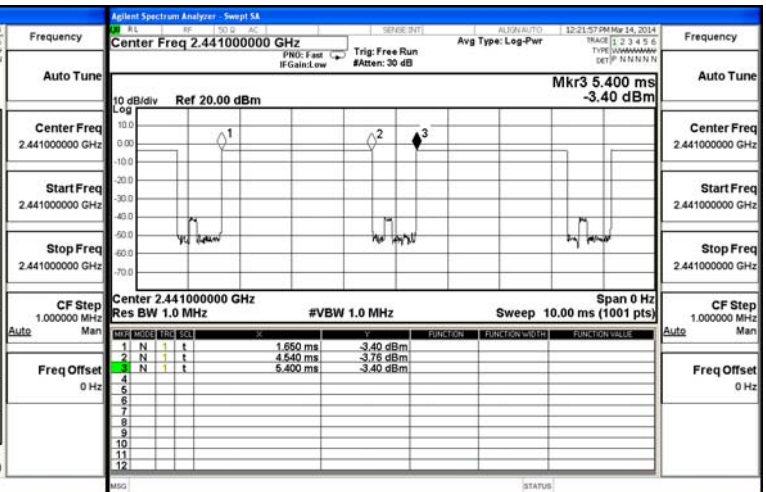 Agilent Spectrum Analyzer - Swept SA
RL RF 50 Ω AC SENSE:INT ALIGN AUTO 12:21:57 PM Mar 14, 2014
Center Freq 2.441000000 GHz
PNO: Fast
IFGain:Low
Trig: Free Run
#Atten: 30 dB
Avg Type: Log-Pwr
TRACE 1 2 3 4 5 6
TYPE WWWWWW
DET P N N N N N
Mkr3 5.400 ms
-3.40 dBm
10 dB/div Ref 20.00 dBm
Log
10.0
0.00
-10.0
-20.0
-30.0
-40.0
-50.0
-60.0
-70.0
1
2
3
Center 2.441000000 GHz Span 0 Hz
Res BW 1.0 MHz #VBW 1.0 MHz Sweep 10.00 ms (1001 pts)
MKR MODE TRC SCL X Y FUNCTION FUNCTION WIDTH FUNCTION VALUE
1 N 1 t 1.650 ms -3.40 dBm
2 N 1 t 4.540 ms -3.76 dBm
3 N 1 t 5.400 ms -3.40 dBm
4
5
6
7
8
9
10
11
12
MSG STATUS
Frequency
Auto Tune
Center Freq
2.441000000 GHz
Start Freq
2.441000000 GHz
Stop Freq
2.441000000 GHz
CF Step
1.000000 MHz
Auto Man
Freq Offset
0 Hz
Frequency
Auto Tune
Center Freq
2.441000000 GHz
Start Freq
2.441000000 GHz
Stop Freq
2.441000000 GHz
CF Step
1.000000 MHz
Auto Man
Freq Offset
0 Hz